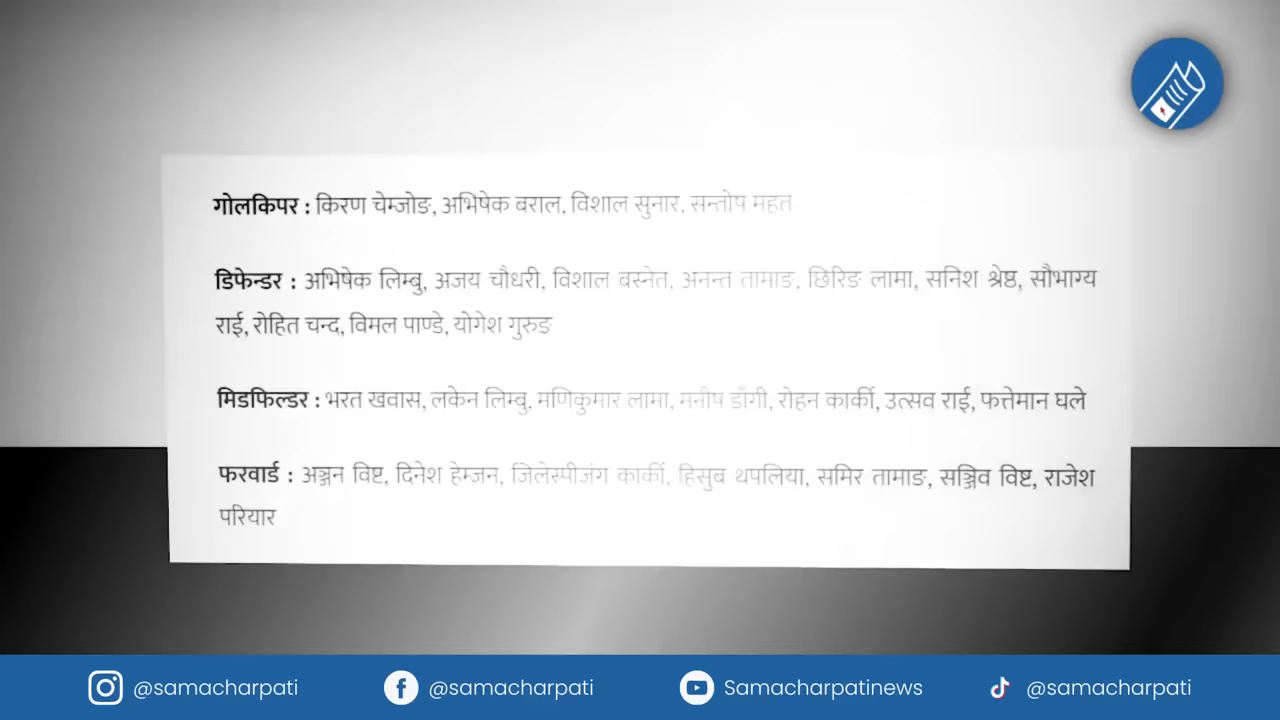 गोलकिपर : किरण चेम्जोङ, अभिषेक बराल, विशाल सुनार, सन्तोष महत
डिफेन्डर : अभिषेक लिम्बु, अजय चौधरी, विशाल बस्नेत, अनन्त तामाङ, छिरिङ लामा, सनिश श्रेष्ठ, सौभाग्य
राई, रोहित चन्द, विमल पाण्डे, योगेश गुरुङ
मिडफिल्डर : भरत खवास, लकेन लिम्बु, मणिकुमार लामा, मनीष डाँगी, रोहन कार्की, उत्सव राई, फत्तेमान घले
फरवार्ड : अञ्जन विष्ट, दिनेश हेम्जन, जिलेस्पीजंग कार्की, हिसुब थपलिया, समिर तामाङ, सञ्जिव विष्ट, राजेश
परियार
@samacharpati @samacharpati Samacharpatinews @samacharpati